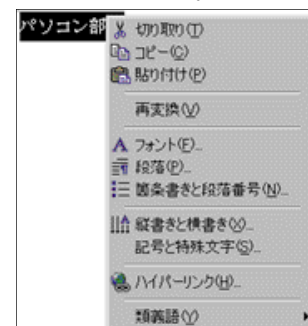 パソコン部
切り取り(T)
コピー(C)
貼り付け(P)
再変換(V)
フォント(F)...
段落(P)...
箇条書きと段落番号(N)...
縦書きと横書き(X)...
記号と特殊文字(S)...
ハイパーリンク(H)...
類義語(Y)